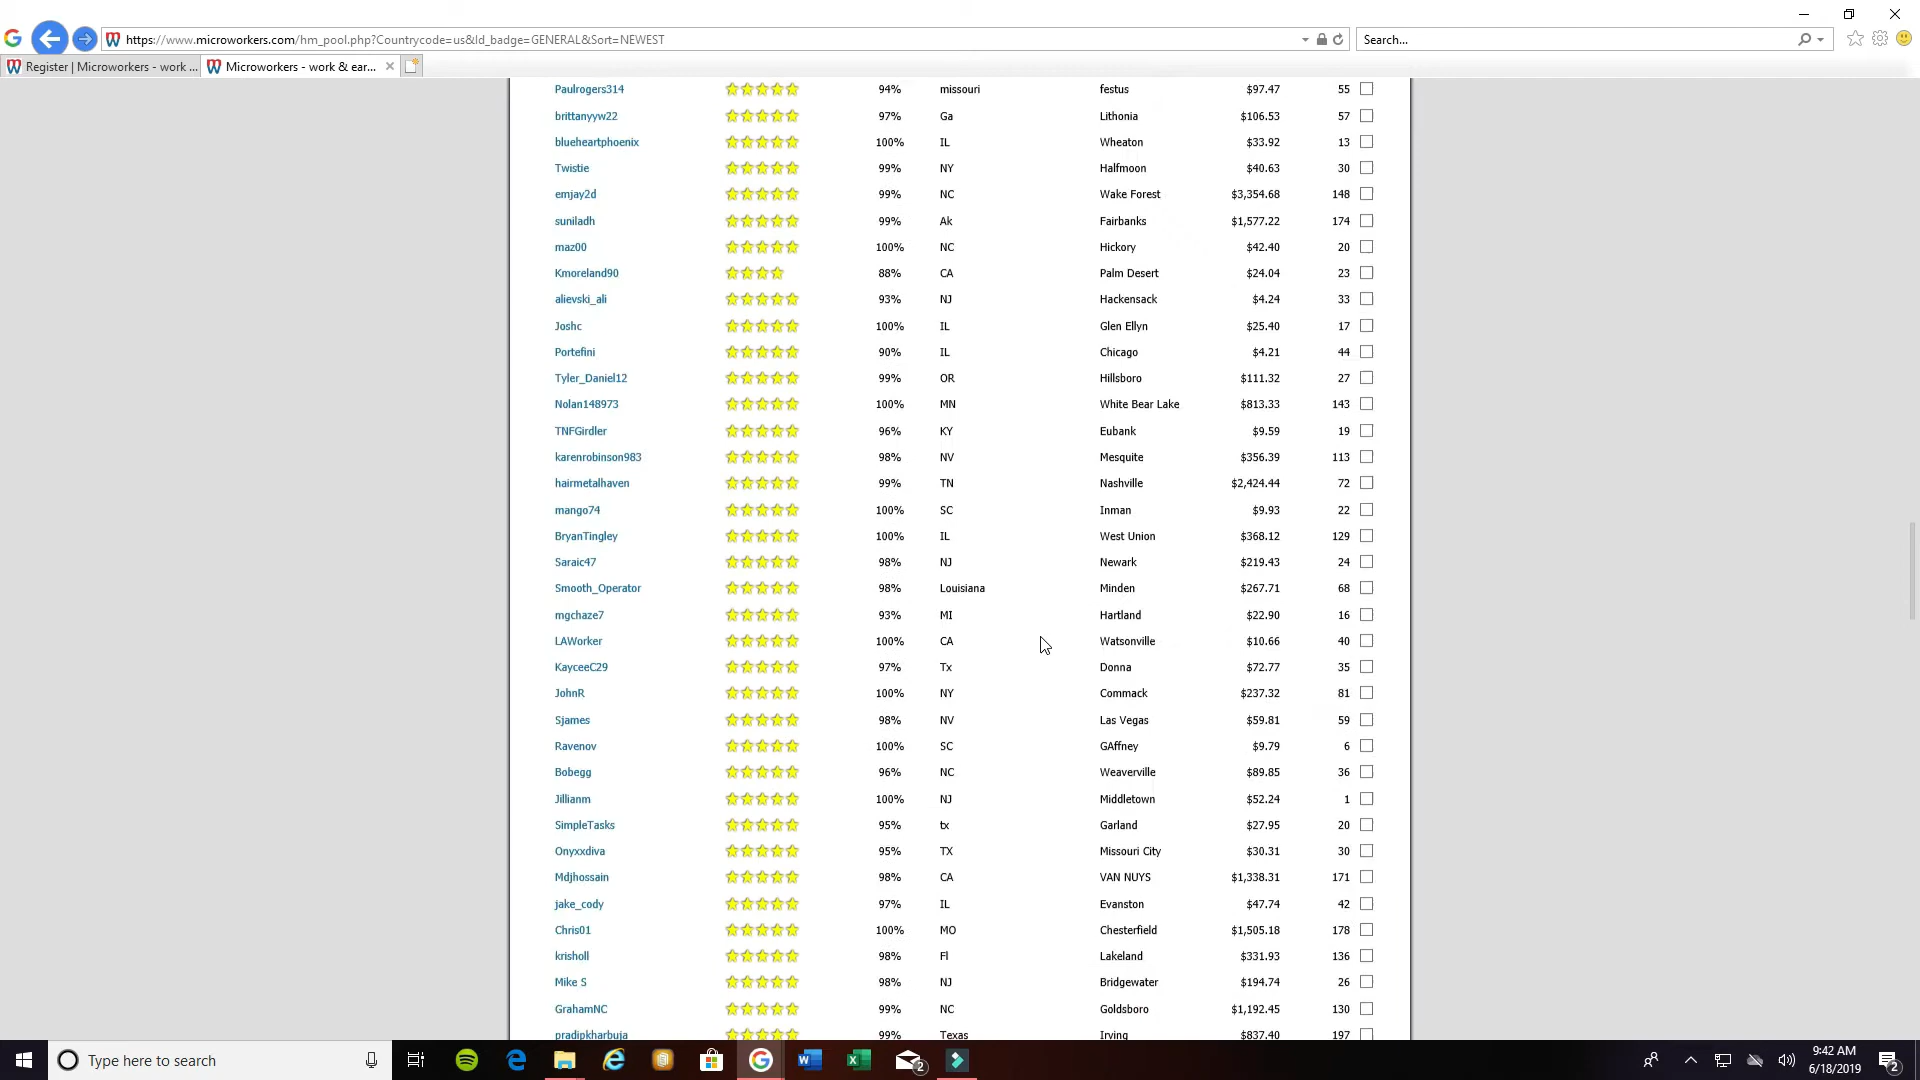 https://www.microworkers.com/hm_pool.php?Countrycode=us&Id_badge=GENERAL&Sort=NEWEST
Search...
Register | Microworkers - work ...
Microworkers - work & ear...
Paulrogers314 94% missouri festus $97.47 55
brittanyyw22 97% Ga Lithonia $106.53 57
blueheartphoenix 100% IL Wheaton $33.92 13
Twistie 99% NY Halfmoon $40.63 30
emjay2d 99% NC Wake Forest $3,354.68 148
suniladh 99% Ak Fairbanks $1,577.22 174
maz00 100% NC Hickory $42.40 20
Kmoreland90 88% CA Palm Desert $24.04 23
alievski_ali 93% NJ Hackensack $4.24 33
Joshc 100% IL Glen Ellyn $25.40 17
Portefini 90% IL Chicago $4.21 44
Tyler_Daniel12 99% OR Hillsboro $111.32 27
Nolan148973 100% MN White Bear Lake $813.33 143
TNFGirdler 96% KY Eubank $9.59 19
karenrobinson983 98% NV Mesquite $356.39 113
hairmetalhaven 99% TN Nashville $2,424.44 72
mango74 100% SC Inman $9.93 22
BryanTingley 100% IL West Union $368.12 129
Saraic47 98% NJ Newark $219.43 24
Smooth_Operator 98% Louisiana Minden $267.71 68
mgchaze7 93% MI Hartland $22.90 16
LAWorker 100% CA Watsonville $10.66 40
KayceeC29 97% Tx Donna $72.77 35
JohnR 100% NY Commack $237.32 81
Sjames 98% NV Las Vegas $59.81 59
Ravenov 100% SC GAffney $9.79 6
Bobegg 96% NC Weaverville $89.85 36
Jillianm 100% NJ Middletown $52.24 1
SimpleTasks 95% tx Garland $27.95 20
Onyxxdiva 95% TX Missouri City $30.31 30
Mdjhossain 98% CA VAN NUYS $1,338.31 171
jake_cody 97% IL Evanston $47.74 42
Chris01 100% MO Chesterfield $1,505.18 178
krisholl 98% Fl Lakeland $331.93 136
Mike S 98% NJ Bridgewater $194.74 26
GrahamNC 99% NC Goldsboro $1,192.45 130
pradipkharbuja 99% Texas Irving $837.40 197
Type here to search
2
9:42 AM
6/18/2019
2